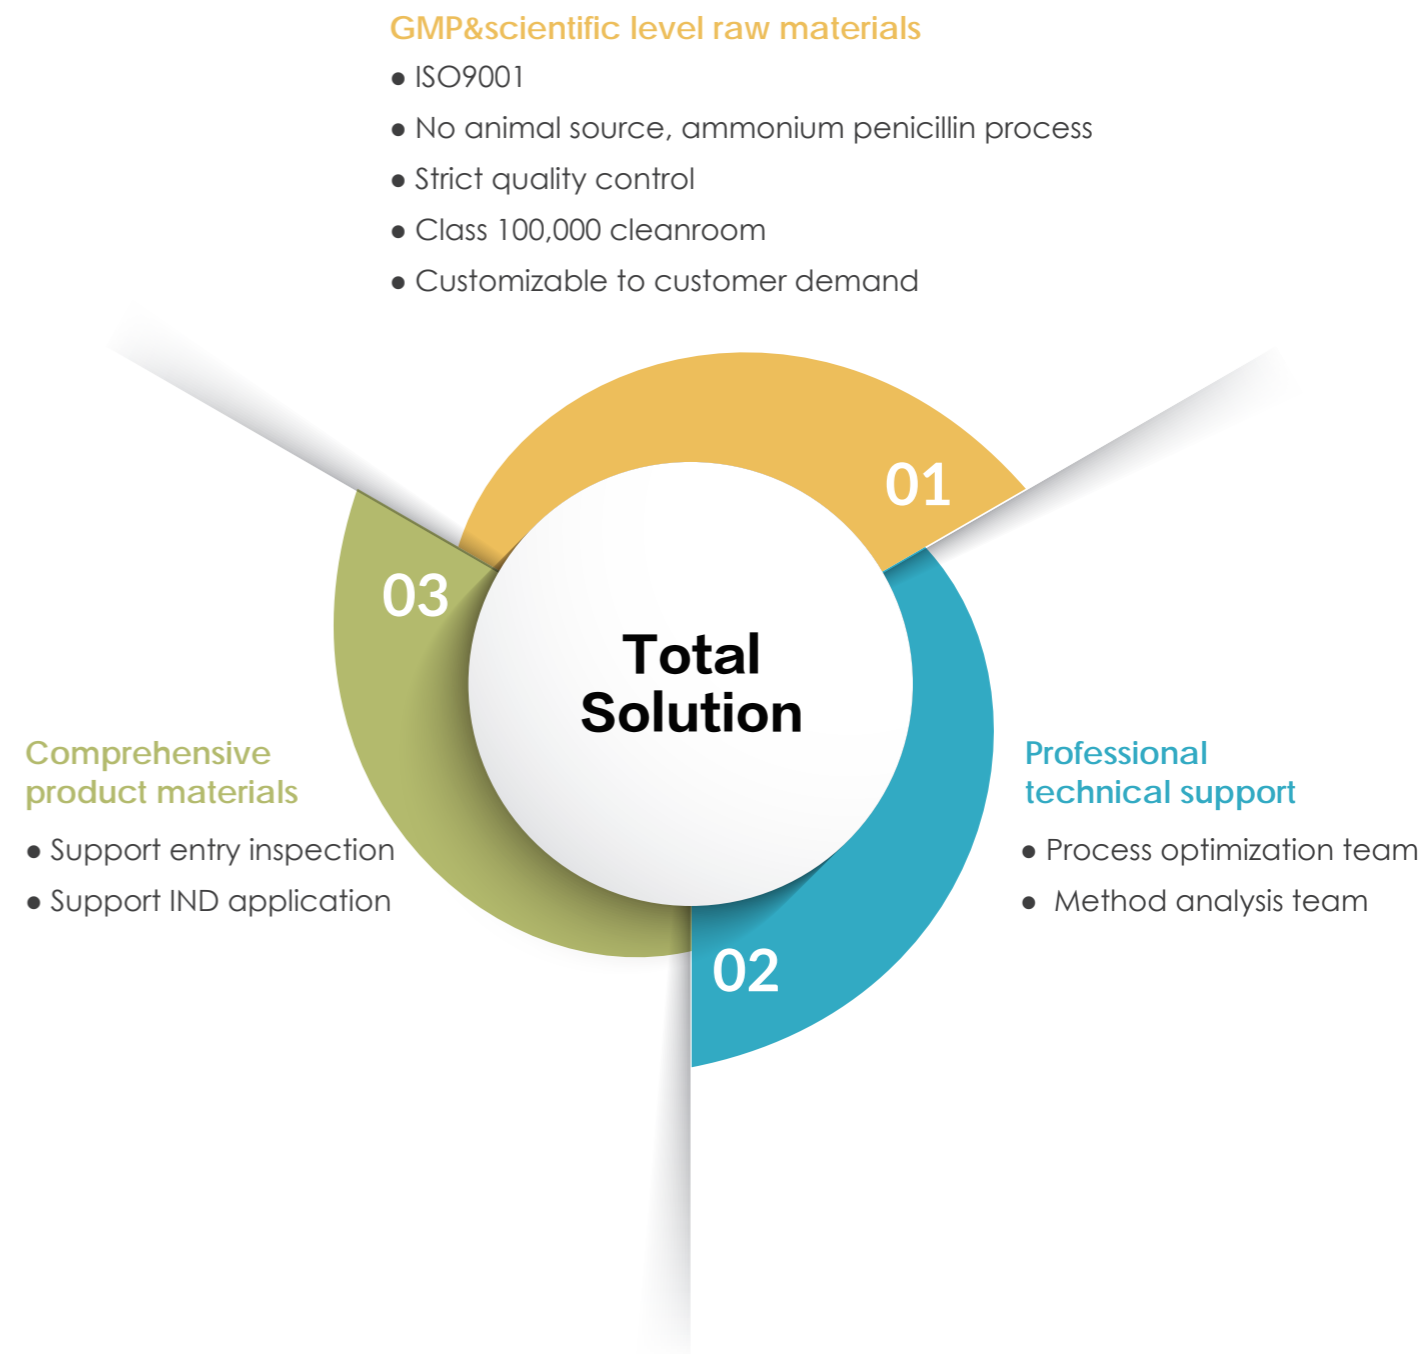 GMP&scientific level raw materials
● ISO9001
● No animal source, ammonium penicillin process
● Strict quality control
● Class 100,000 cleanroom
● Customizable to customer demand
01
03
Total
Solution
Comprehensive
product materials
● Support entry inspection
● Support IND application
Professional
technical support
● Process optimization team
● Method analysis team
02